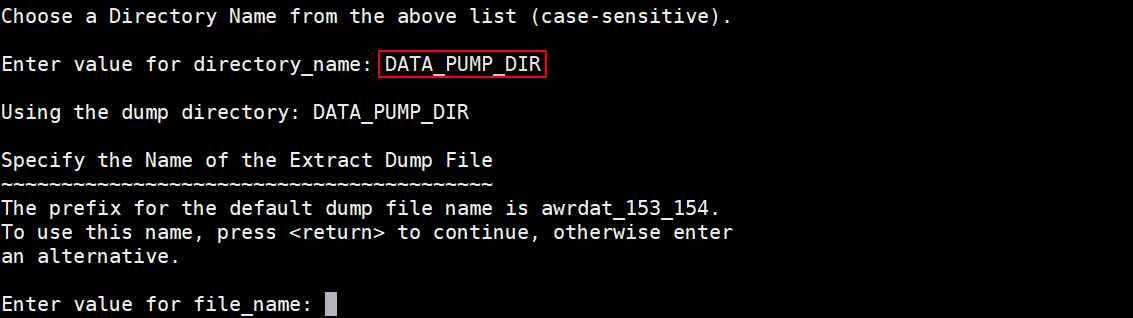 Choose a Directory Name from the above list (case-sensitive).
Enter value for directory_name: DATA_PUMP_DIR
Using the dump directory: DATA_PUMP_DIR
Specify the Name of the Extract Dump File
~~~~~~~~~~~~~~~~~~~~~~~~~~~~~~~~~~~~~~~~~
The prefix for the default dump file name is awrdat_153_154.
To use this name, press <return> to continue, otherwise enter
an alternative.
Enter value for file_name: